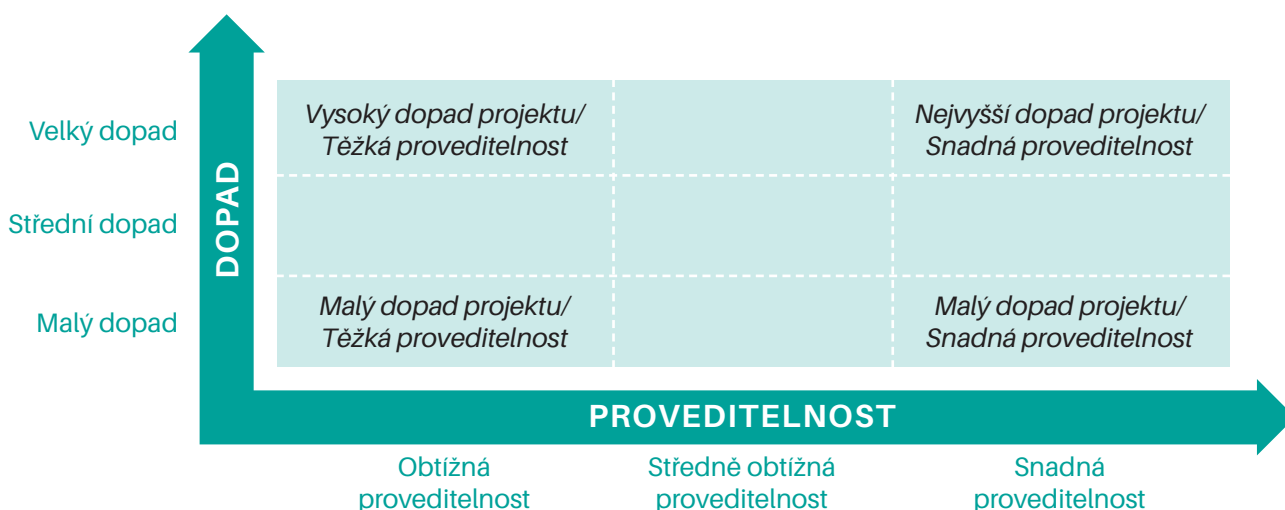 Velký dopad
Vysoký dopad projektu/
Těžká proveditelnost
Nejvyšší dopad projektu/
Snadná proveditelnost
Střední dopad
DOPAD
Malý dopad
Malý dopad projektu/
Těžká proveditelnost
Malý dopad projektu/
Snadná proveditelnost
PROVEDITELNOST
Obtížná
proveditelnost
Středně obtížná
proveditelnost
Snadná
proveditelnost